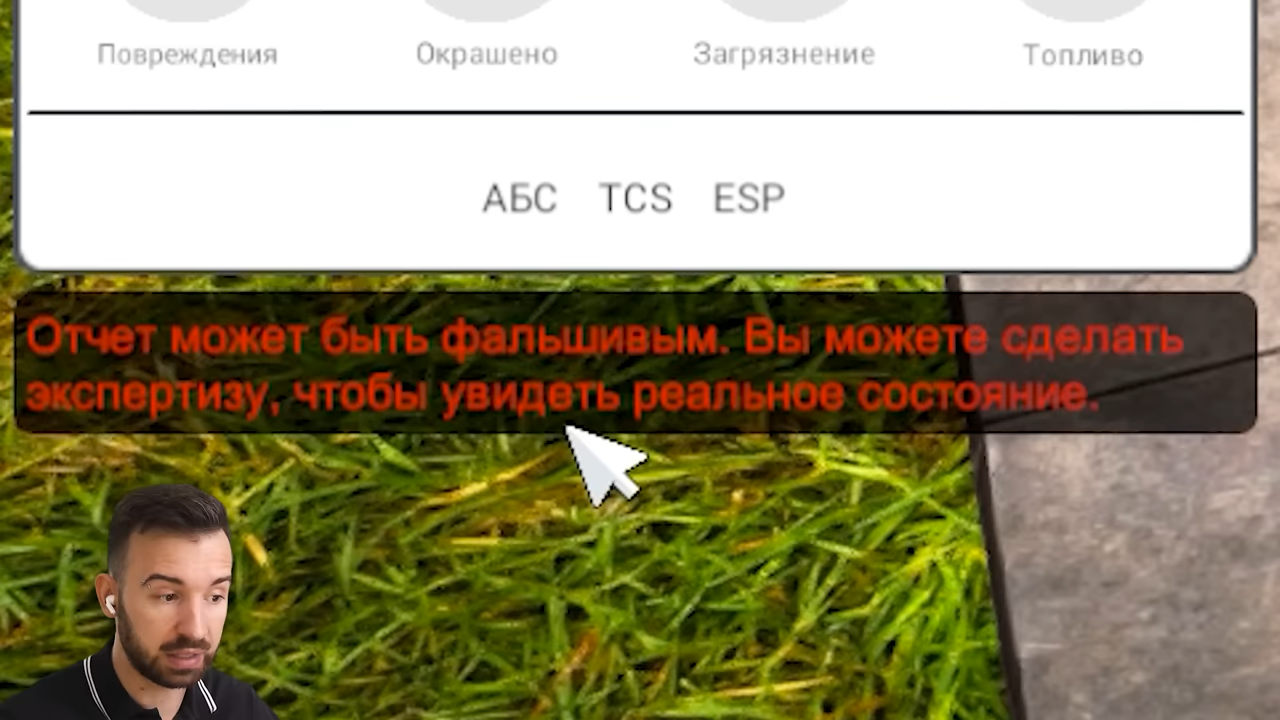 Повреждения Окрашено Загрязнение Топливо
АБС TCS ESP
Отчет может быть фальшивым. Вы можете сделать
экспертизу, чтобы увидеть реальное состояние.